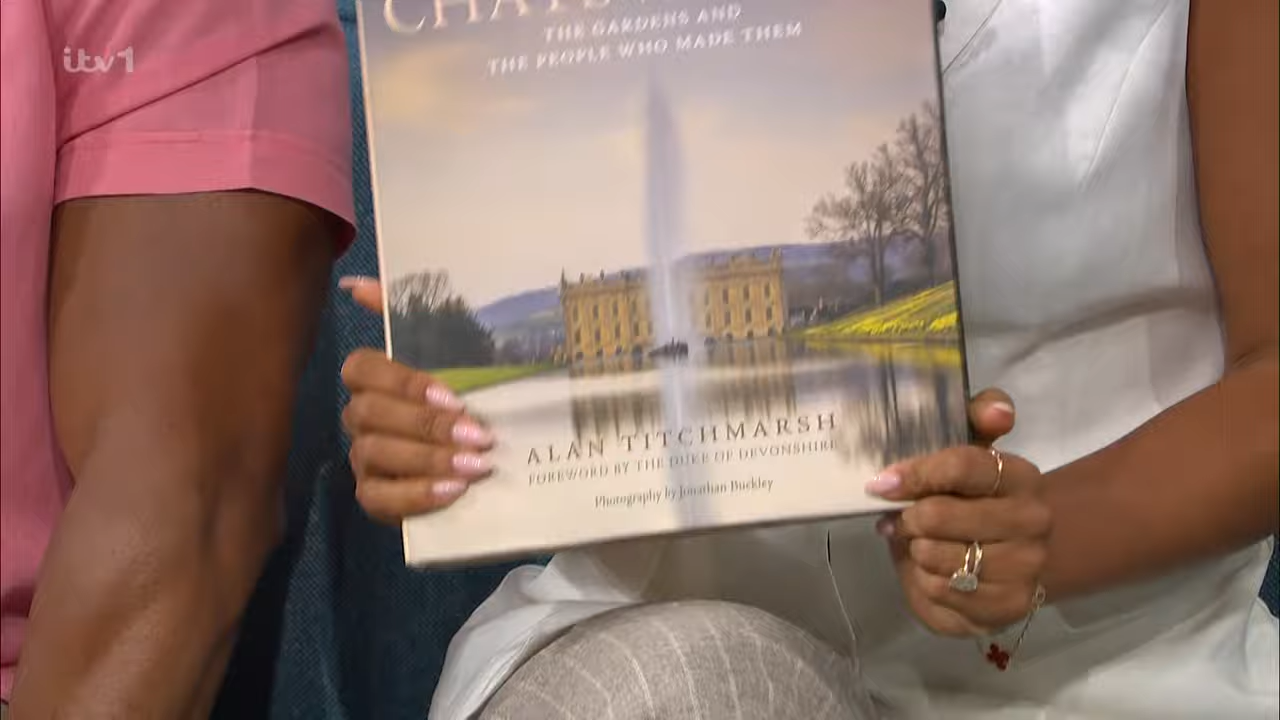 itv1
CHATS
THE GARDENS AND
THE PEOPLE WHO MADE THEM
ALAN TITCHMARSH
FOREWORD BY THE DUKE OF DEVONSHIRE
Photography by Jonathan Buckley